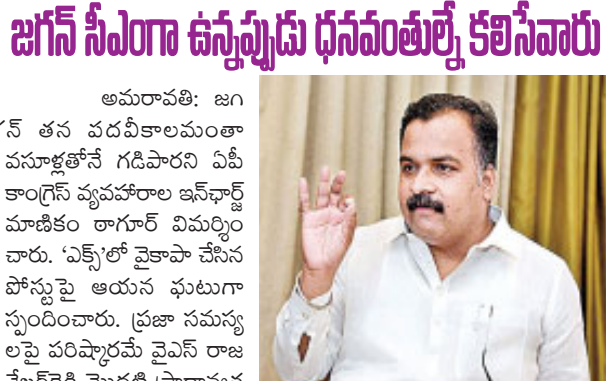 జగన్ సీఎంగా ఉన్నప్పుడు ధనవంతుల్నే కలిసేవారు
అమరావతి: జగ
న్ తన పదవీకాలమంతా
వసూళ్లతోనే గడిపారని ఏపీ
కాంగ్రెస్ వ్యవహారాల ఇన్‌ఛార్జ్
మాణికం ఠాగూర్ విమర్శిం
చారు. ‘ఎక్స్’లో వైకాపా చేసిన
పోస్టుపై ఆయన ఘటుగా
స్పందించారు. ప్రజా సమస్య
లపై పరిష్కారమే వైఎస్ రాజ